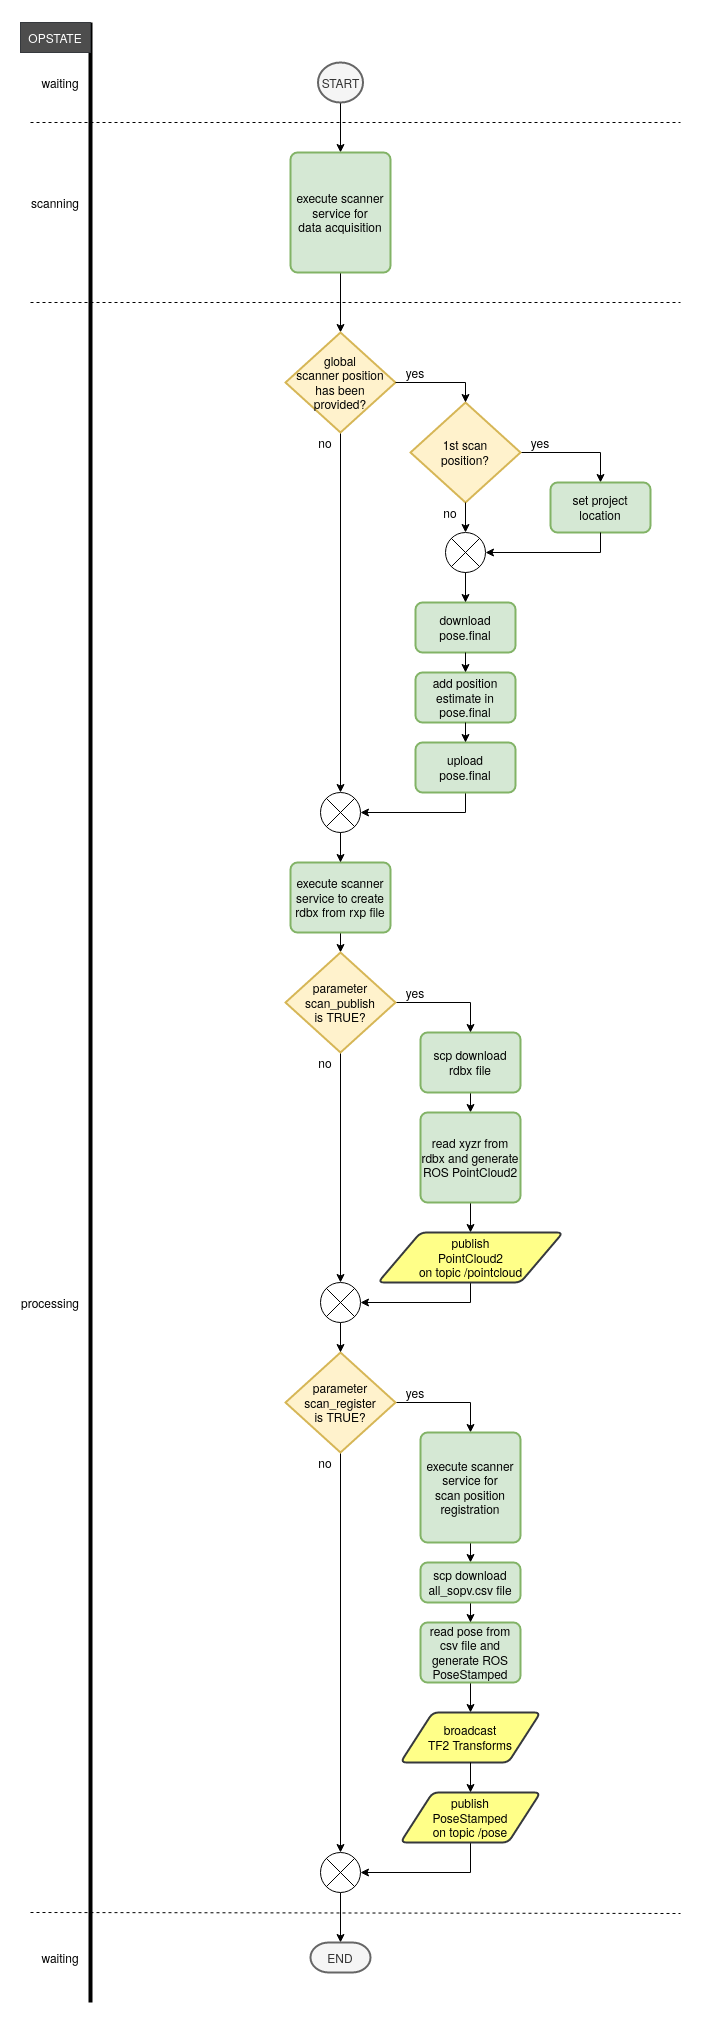 OPSTATE
waiting
START
scanning
execute scanner
service for
data acquisition
global
scanner position
has been
provided?
yes
no
1st scan
position?
yes
no
set project
location
download
pose.final
add position
estimate in
pose.final
upload
pose.final
execute scanner
service to create
rdbx from rxp file
parameter
scan_publish
is TRUE?
yes
no
scp download
rdbx file
read xyzr from
rdbx and generate
ROS PointCloud2
publish
PointCloud2
on topic /pointcloud
processing
parameter
scan_register
is TRUE?
yes
no
execute scanner
service for
scan position
registration
scp download
all_sopv.csv file
read pose from
csv file and
generate ROS
PoseStamped
broadcast
TF2 Transforms
publish
PoseStamped
on topic /pose
waiting
END